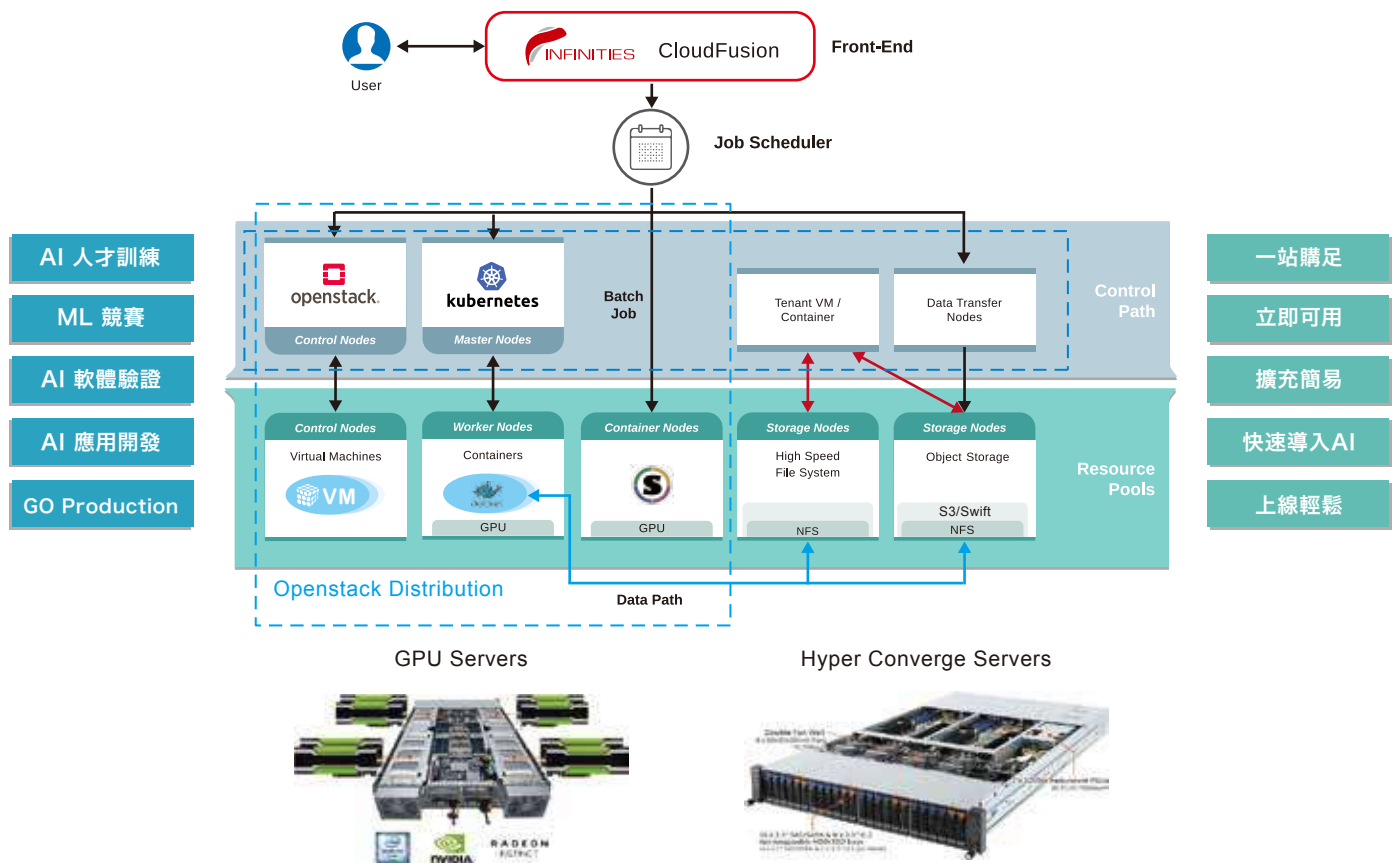 INFINITIES CloudFusion
Front-End
User
Job Scheduler
AI 人才訓練
ML 競賽
AI 軟體驗證
AI 應用開發
GO Production
openstack.
Control Nodes
kubernetes
Master Nodes
Batch
Job
Tenant VM /
Container
Data Transfer
Nodes
Control
Path
Control Nodes
Virtual Machines
VM
Worker Nodes
Containers
docker
GPU
Container Nodes
S
GPU
Storage Nodes
High Speed
File System
NFS
Storage Nodes
Object Storage
S3/Swift
NFS
Resource
Pools
一站購足
立即可用
擴充簡易
快速導入AI
上線輕鬆
Openstack Distribution
Data Path
GPU Servers
Hyper Converge Servers
NVIDIA
RADEON
INSTINCT